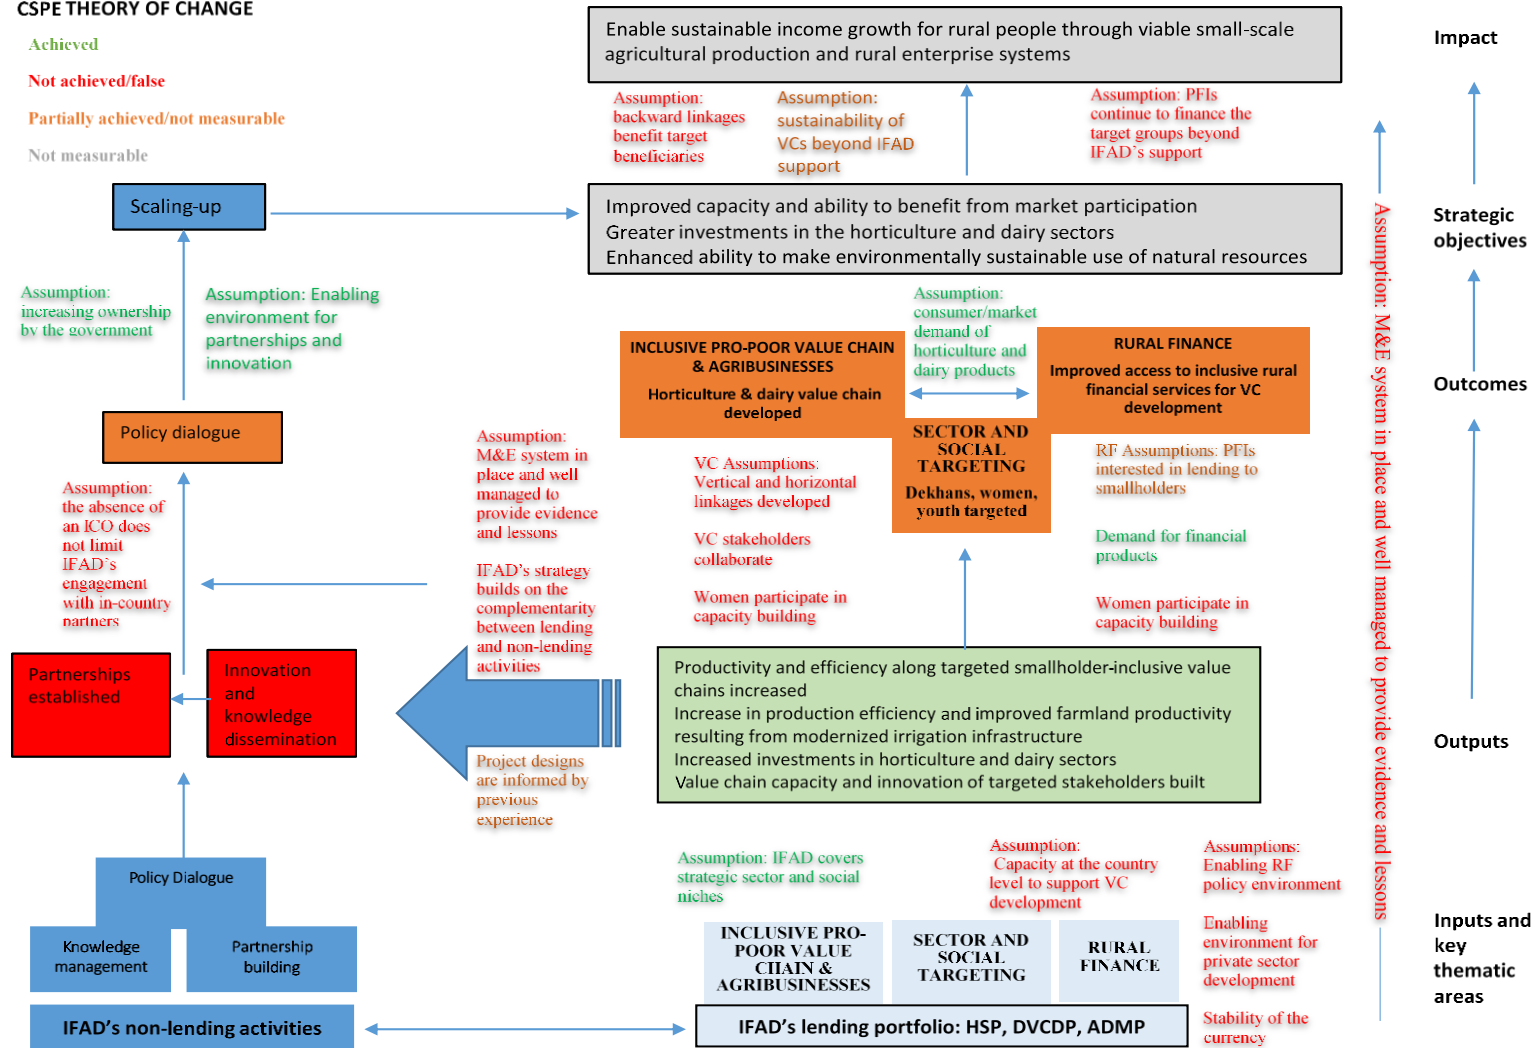 CSPE THEORY OF CHANGE
Achieved
Not achieved/false
Partially achieved/not measurable
Not measurable
Enable sustainable income growth for rural people through viable small-scale
agricultural production and rural enterprise systems
Impact
Assumption:
backward linkages
benefit target
beneficiaries
Assumption:
sustainability of
VCs beyond IFAD
support
Assumption: PFIs
continue to finance the
target groups beyond
IFAD's support
Scaling-up
Improved capacity and ability to benefit from market participation
Greater investments in the horticulture and dairy sectors
Enhanced ability to make environmentally sustainable use of natural resources
Strategic
objectives
Assumption:
increasing ownership
by the government
Assumption: Enabling
environment for
partnerships and
innovation
Assumption:
consumer/market
demand of
horticulture and
dairy products
INCLUSIVE PRO-POOR VALUE CHAIN
& AGRIBUSINESSES
Horticulture & dairy value chain
developed
RURAL FINANCE
Improved access to inclusive rural
financial services for VC
development
Outcomes
SECTOR AND
SOCIAL
TARGETING
Dekhans, women,
youth targeted
Policy dialogue
Assumption:
the absence of
an ICO does
not limit
IFAD's
engagement
with in-country
partners
Assumption:
M&E system in
place and well
managed to
provide evidence
and lessons
IFAD's strategy
builds on the
complementarity
between lending
and non-lending
activities
VC Assumptions:
Vertical and horizontal
linkages developed
VC stakeholders
collaborate
Women participate in
capacity building
RF Assumptions: PFIs
interested in lending to
smallholders
Demand for financial
products
Women participate in
capacity building
Assumption: M&E system in place and well managed to provide evidence and lessons
Partnerships
established
Innovation
and
knowledge
dissemination
Project designs
are informed by
previous
experience
Productivity and efficiency along targeted smallholder-inclusive value
chains increased
Increase in production efficiency and improved farmland productivity
resulting from modernized irrigation infrastructure
Increased investments in horticulture and dairy sectors
Value chain capacity and innovation of targeted stakeholders built
Outputs
Policy Dialogue
Knowledge
management
Partnership
building
IFAD's non-lending activities
Assumption: IFAD covers
strategic sector and social
niches
Assumption:
Capacity at the country
level to support VC
development
Assumptions:
Enabling RF
policy environment
Enabling
environment for
private sector
development
Stability of the
currency
INCLUSIVE PRO-
POOR VALUE
CHAIN &
AGRIBUSINESSES
SECTOR AND
SOCIAL
TARGETING
RURAL
FINANCE
IFAD's lending portfolio: HSP, DVCDP, ADMP
Inputs and
key
thematic
areas